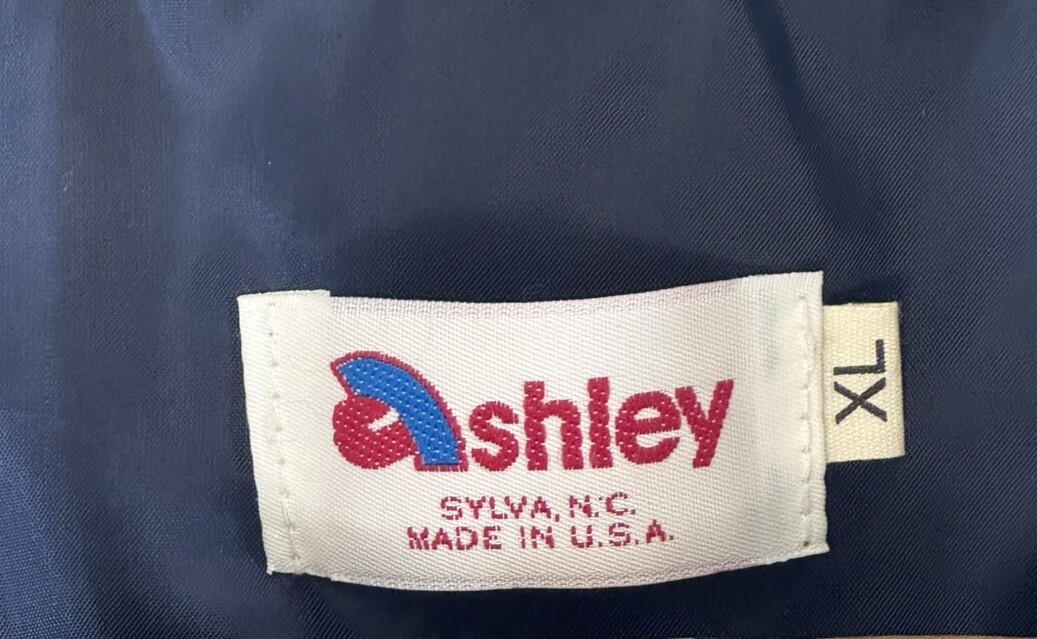 ashley
SYLVA, N.C.
MADE IN U.S.A.
XL